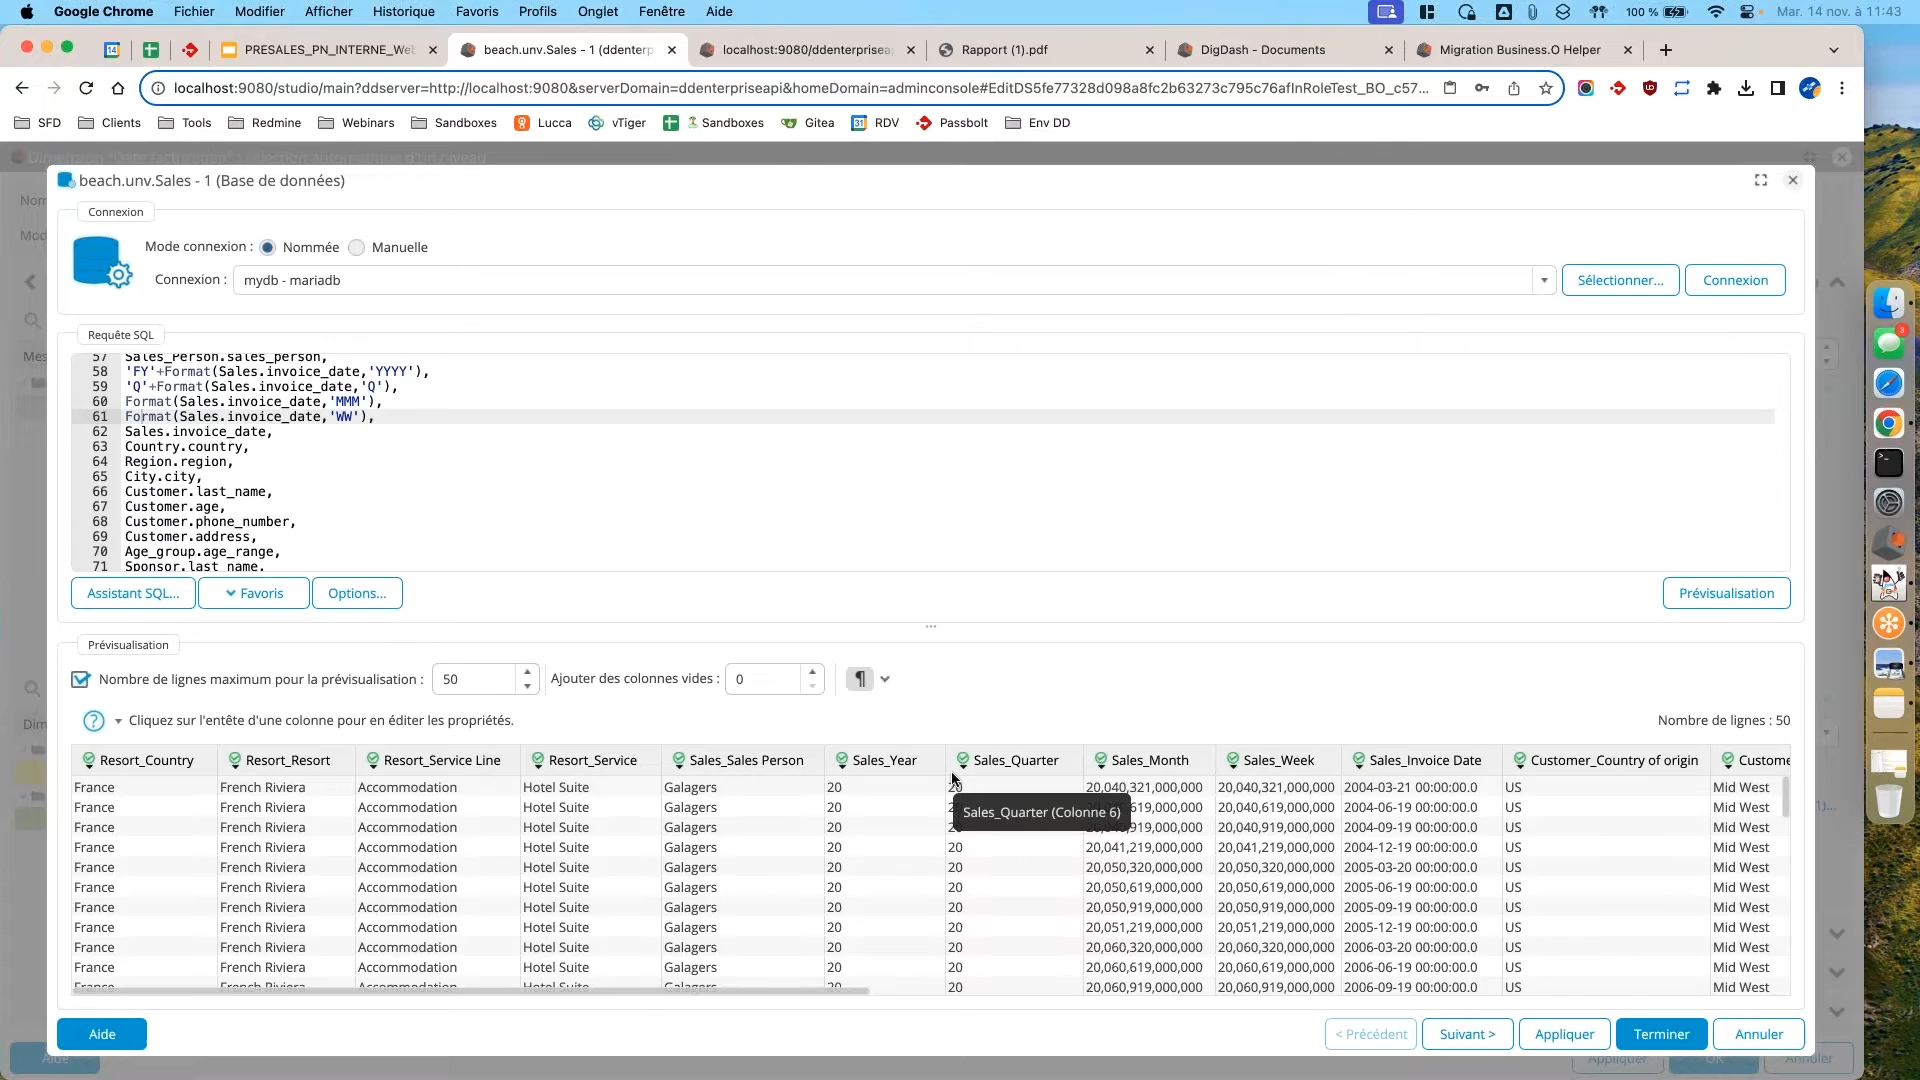 Google Chrome Fichier Modifier Afficher Historique Favoris Profils Onglet Fenêtre Aide 100 % Mar. 14 nov. à 11:43
PRESALES_PN_INTERNE_We beach.unv.Sales - 1 (ddenterp localhost:9080/ddenterprisea Rapport (1).pdf DigDash - Documents Migration Business.O Helper
localhost:9080/studio/main?ddserver=http://localhost:9080&serverDomain=ddenterpriseapi&homeDomain=adminconsole#EditDS5fe77328d098a8fc2b63273c795c76afInRoleTest_BO_c57...
SFD Clients Tools Redmine Webinars Sandboxes Lucca vTiger Sandboxes Gitea RDV Passbolt Env DD
beach.unv.Sales - 1 (Base de données)
Connexion
Mode connexion : Nommée Manuelle
Connexion : mydb - mariadb Sélectionner... Connexion
Requête SQL
57 Sales_Person.sales_person,
58 'FY'+Format(Sales.invoice_date,'YYYY'),
59 'Q'+Format(Sales.invoice_date,'Q'),
60 Format(Sales.invoice_date,'MMM'),
61 Format(Sales.invoice_date,'WW'),
62 Sales.invoice_date,
63 Country.country,
64 Region.region,
65 City.city,
66 Customer.last_name,
67 Customer.age,
68 Customer.phone_number,
69 Customer.address,
70 Age_group.age_range,
71 Sponsor.last_name,
Assistant SQL... Favoris Options... Prévisualisation
Prévisualisation
Nombre de lignes maximum pour la prévisualisation : 50 Ajouter des colonnes vides : 0 ¶
? Cliquez sur l'entête d'une colonne pour en éditer les propriétés. Nombre de lignes : 50
Resort_Country Resort_Resort Resort_Service Line Resort_Service Sales_Sales Person Sales_Year Sales_Quarter Sales_Month Sales_Week Sales_Invoice Date Customer_Country of origin Custome
France French Riviera Accommodation Hotel Suite Galagers 20 20 20,040,321,000,000 20,040,321,000,000 2004-03-21 00:00:00.0 US Mid West
France French Riviera Accommodation Hotel Suite Galagers 20 619,000,000 20,040,619,000,000 2004-06-19 00:00:00.0 US Mid West
Sales_Quarter (Colonne 6)
France French Riviera Accommodation Hotel Suite Galagers 20 20 919,000,000 20,040,919,000,000 2004-09-19 00:00:00.0 US Mid West
France French Riviera Accommodation Hotel Suite Galagers 20 20 20,041,219,000,000 20,041,219,000,000 2004-12-19 00:00:00.0 US Mid West
France French Riviera Accommodation Hotel Suite Galagers 20 20 20,050,320,000,000 20,050,320,000,000 2005-03-20 00:00:00.0 US Mid West
France French Riviera Accommodation Hotel Suite Galagers 20 20 20,050,619,000,000 20,050,619,000,000 2005-06-19 00:00:00.0 US Mid West
France French Riviera Accommodation Hotel Suite Galagers 20 20 20,050,919,000,000 20,050,919,000,000 2005-09-19 00:00:00.0 US Mid West
France French Riviera Accommodation Hotel Suite Galagers 20 20 20,051,219,000,000 20,051,219,000,000 2005-12-19 00:00:00.0 US Mid West
France French Riviera Accommodation Hotel Suite Galagers 20 20 20,060,320,000,000 20,060,320,000,000 2006-03-20 00:00:00.0 US Mid West
France French Riviera Accommodation Hotel Suite Galagers 20 20 20,060,619,000,000 20,060,619,000,000 2006-06-19 00:00:00.0 US Mid West
France French Riviera Accommodation Hotel Suite Galagers 20 20 20,060,919,000,000 20,060,919,000,000 2006-09-19 00:00:00.0 US Mid West
Aide < Précédent Suivant > Appliquer Terminer Annuler
Aide Appliquer OK Annuler